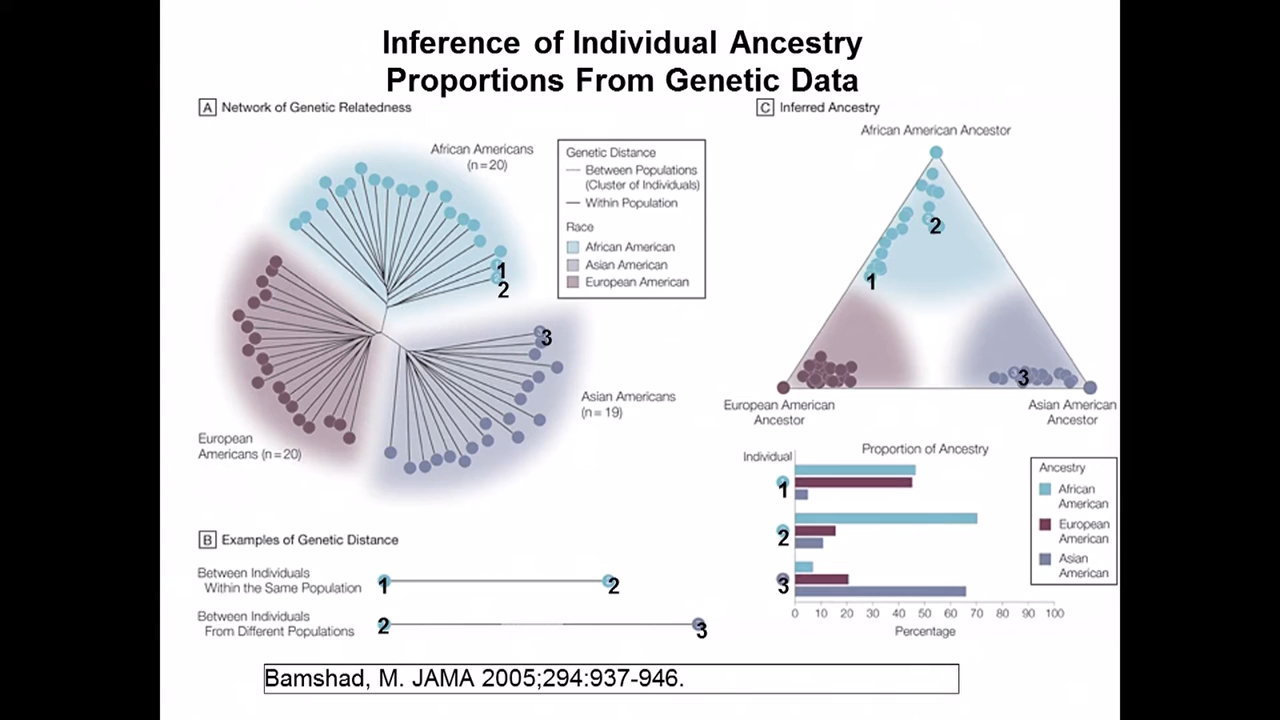 Inference of Individual Ancestry
Proportions From Genetic Data
A Network of Genetic Relatedness
African Americans
(n=20)
Genetic Distance
Between Populations
(Cluster of Individuals)
Within Population
Race
African American
Asian American
European American
1
2
3
Asian Americans
(n=19)
European
Americans (n=20)
B Examples of Genetic Distance
Between Individuals
Within the Same Population
1
2
Between Individuals
From Different Populations
2
3
C Inferred Ancestry
African American Ancestor
2
1
3
European American
Ancestor
Asian American
Ancestor
Individual
Proportion of Ancestry
1
2
3
0 10 20 30 40 50 60 70 80 90 100
Percentage
Ancestry
African
American
European
American
Asian
American
Bamshad, M. JAMA 2005;294:937-946.